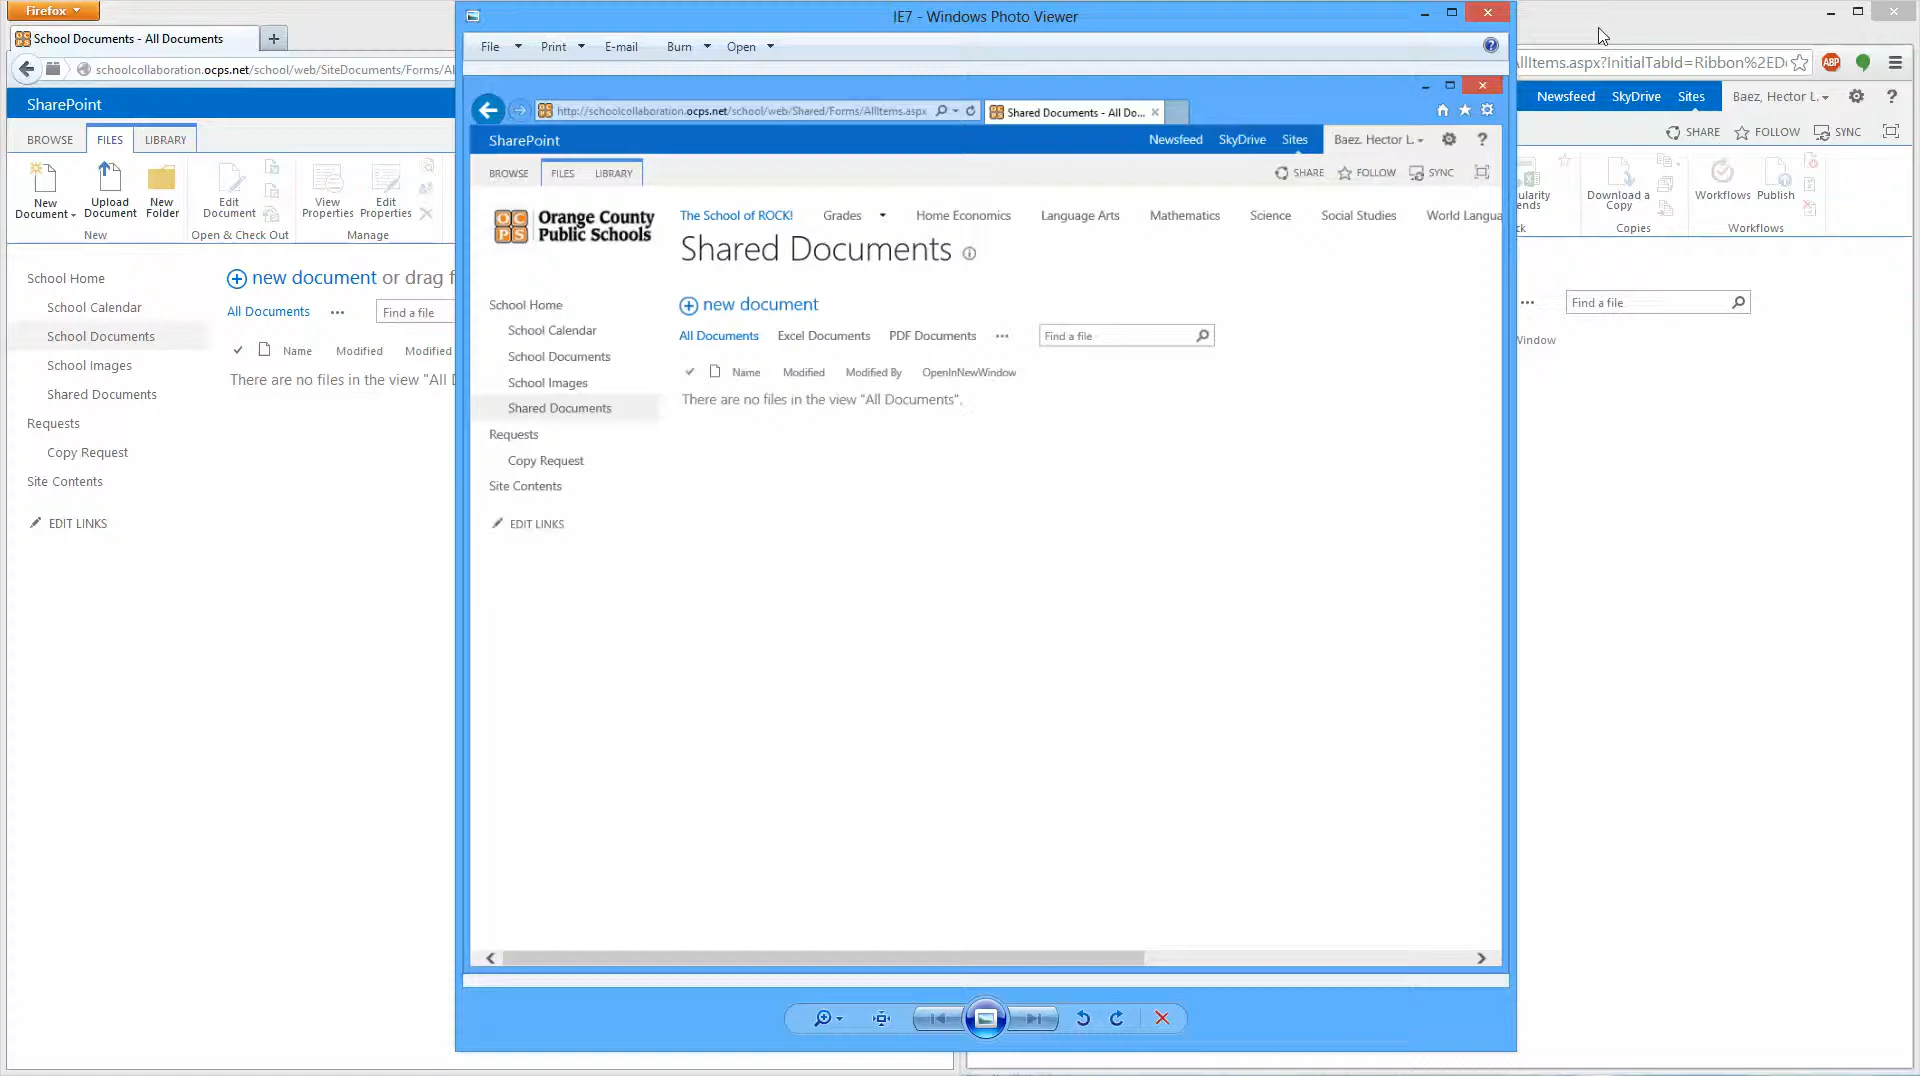 Firefox
School Documents - All Documents
schoolcollaboration.ocps.net/school/web/SiteDocuments/Forms/Al
SharePoint
BROWSE FILES LIBRARY
New Document
Upload Document
New Folder
Edit Document
View Properties
Edit Properties
New Open & Check Out Manage
School Home
School Calendar
School Documents
School Images
Shared Documents
Requests
Copy Request
Site Contents
EDIT LINKS
new document or drag f
All Documents ... Find a file
Name Modified Modified
There are no files in the view "All D
IE7 - Windows Photo Viewer
File Print E-mail Burn Open
http://schoolcollaboration.ocps.net/school/web/Shared/Forms/AllItems.aspx
Shared Documents - All Do...
SharePoint
Newsfeed SkyDrive Sites Baez, Hector L. ?
BROWSE FILES LIBRARY
SHARE FOLLOW SYNC
OCPS
Orange County
Public Schools
The School of ROCK! Grades Home Economics Language Arts Mathematics Science Social Studies World Langua
Shared Documents
new document
All Documents Excel Documents PDF Documents ... Find a file
Name Modified Modified By OpenInNewWindow
There are no files in the view "All Documents".
School Home
School Calendar
School Documents
School Images
Shared Documents
Requests
Copy Request
Site Contents
EDIT LINKS
AllItems.aspx?InitialTabId=Ribbon%2ED
ABP
Newsfeed SkyDrive Sites Baez, Hector L. ?
SHARE FOLLOW SYNC
Download a Copy
Workflows Publish
Copies Workflows
... Find a file
Window